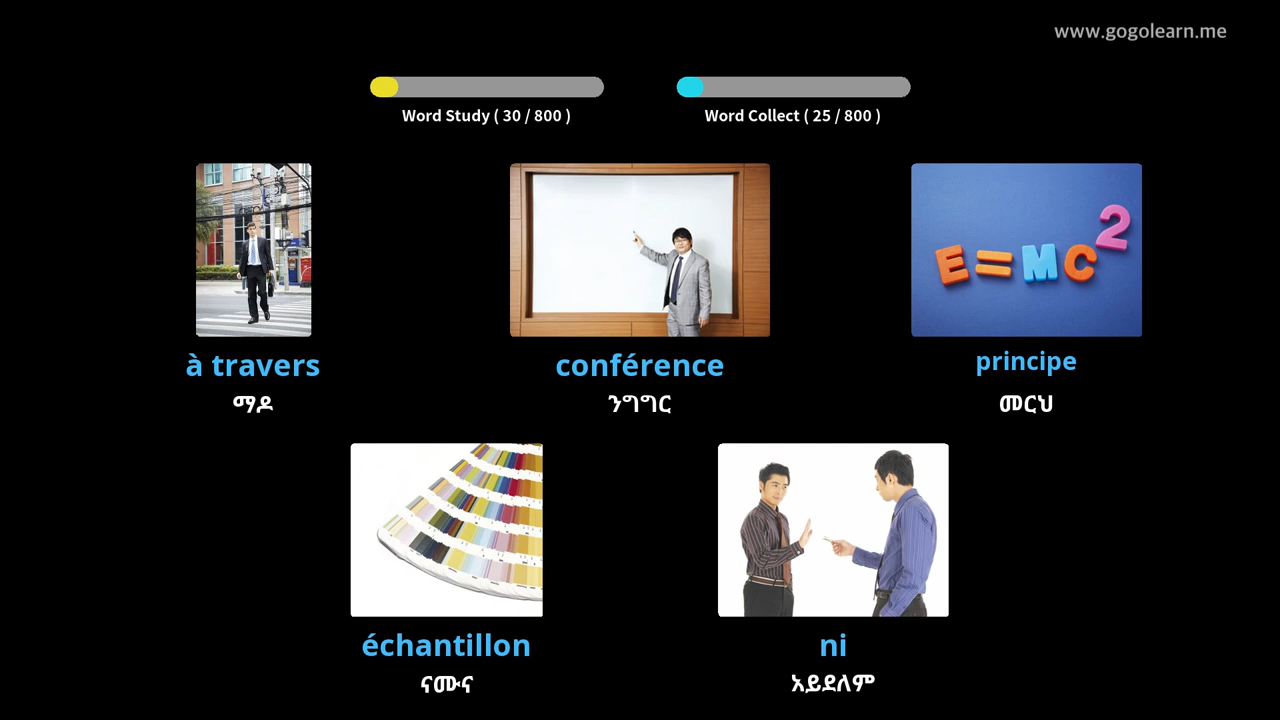 www.gogolearn.me
Word Study ( 30 / 800 )
Word Collect ( 25 / 800 )
E=MC2
à travers
ማዶ
conférence
ንግግር
principe
መርህ
échantillon
ናሙና
ni
አይደለም